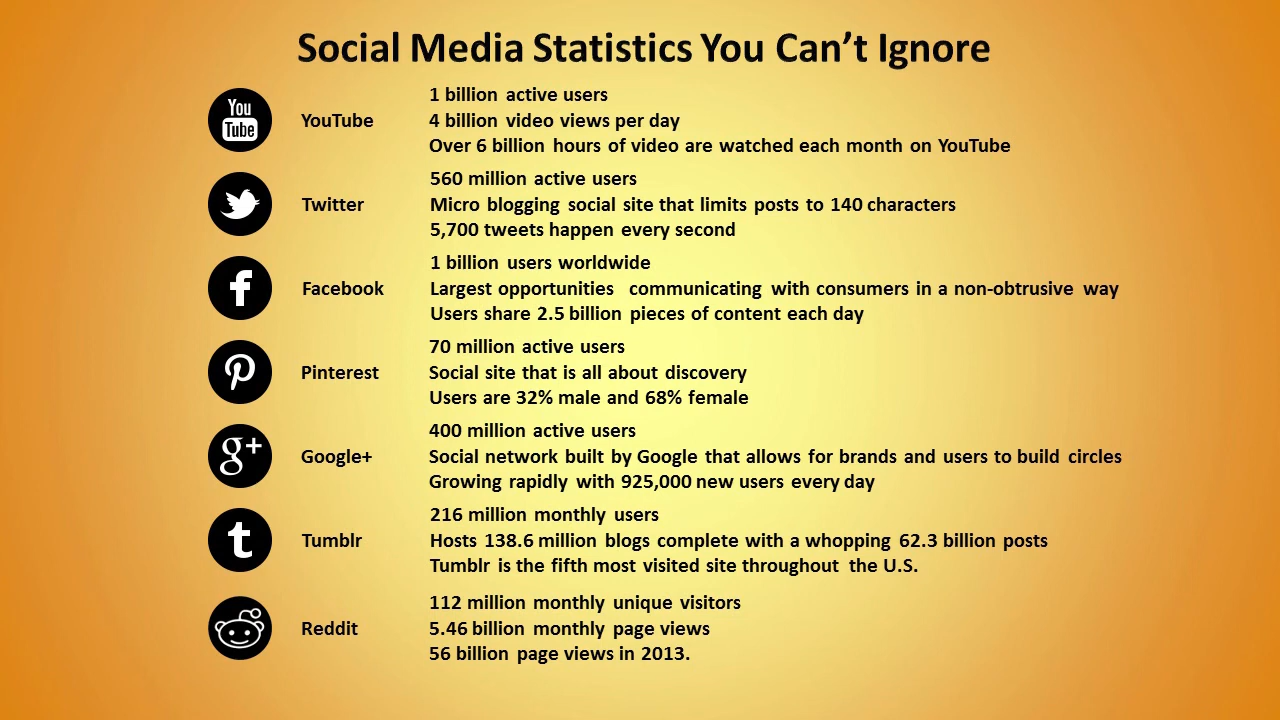 Social Media Statistics You Can't Ignore
You
Tube
YouTube
1 billion active users
4 billion video views per day
Over 6 billion hours of video are watched each month on YouTube
Twitter
560 million active users
Micro blogging social site that limits posts to 140 characters
5,700 tweets happen every second
f
Facebook
1 billion users worldwide
Largest opportunities communicating with consumers in a non-obtrusive way
Users share 2.5 billion pieces of content each day
p
Pinterest
70 million active users
Social site that is all about discovery
Users are 32% male and 68% female
g+
Google+
400 million active users
Social network built by Google that allows for brands and users to build circles
Growing rapidly with 925,000 new users every day
t
Tumblr
216 million monthly users
Hosts 138.6 million blogs complete with a whopping 62.3 billion posts
Tumblr is the fifth most visited site throughout the U.S.
Reddit
112 million monthly unique visitors
5.46 billion monthly page views
56 billion page views in 2013.